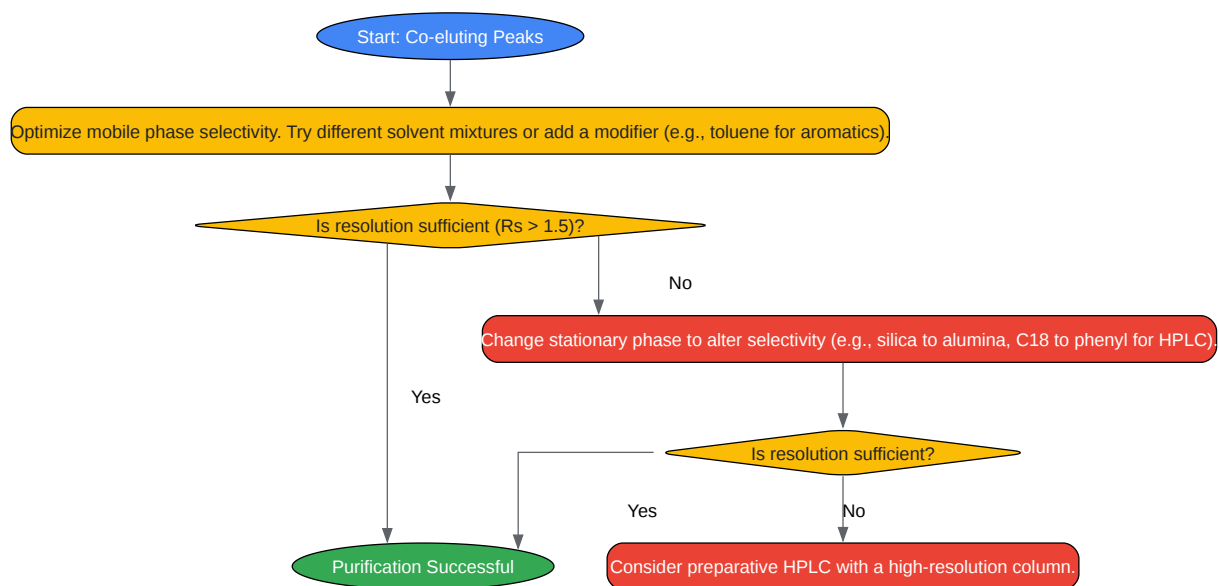 Start: Co-eluting Peaks
Optimize mobile phase selectivity. Try different solvent mixtures or add a modifier (e.g., toluene for aromatics).
Is resolution sufficient (Rs > 1.5)?
No
Change stationary phase to alter selectivity (e.g., silica to alumina, C18 to phenyl for HPLC).
Yes
Is resolution sufficient?
Yes
No
Purification Successful
Consider preparative HPLC with a high-resolution column.